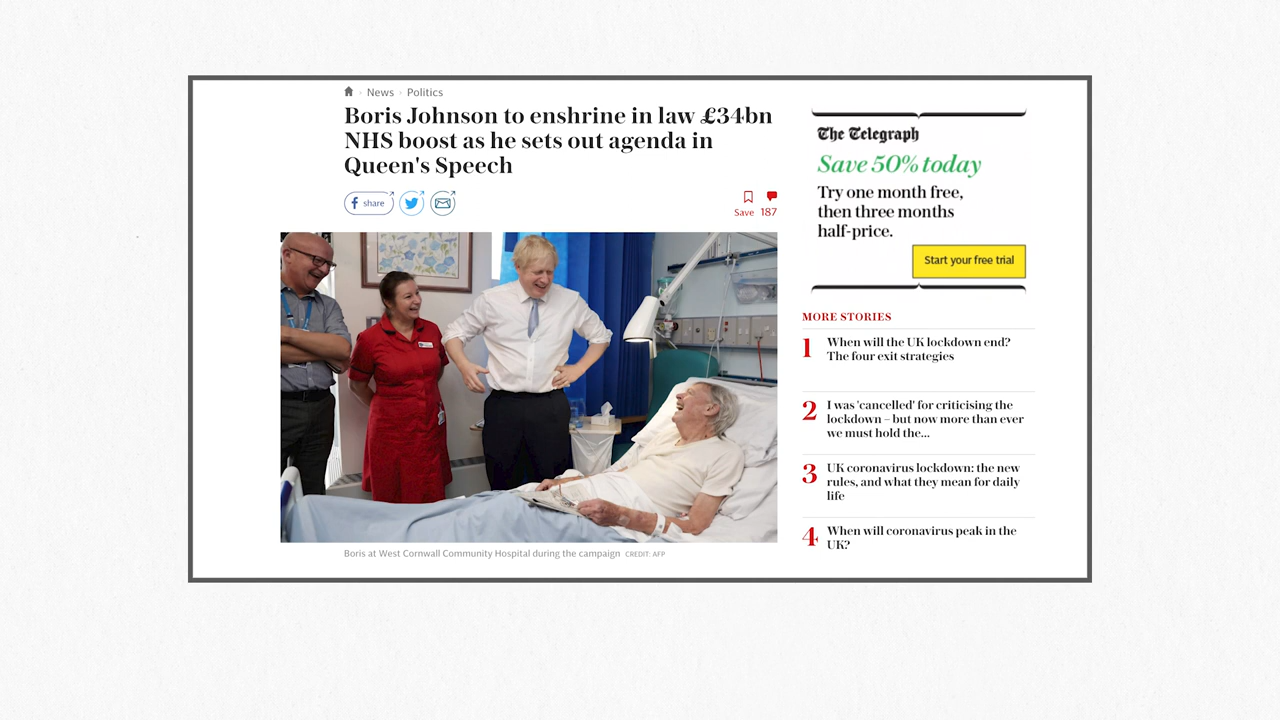 News › Politics
Boris Johnson to enshrine in law £34bn
NHS boost as he sets out agenda in
Queen's Speech
share
Save 187
Boris at West Cornwall Community Hospital during the campaign CREDIT: AFP
The Telegraph
Save 50% today
Try one month free,
then three months
half-price.
Start your free trial
MORE STORIES
1 When will the UK lockdown end?
The four exit strategies
2 I was 'cancelled' for criticising the
lockdown – but now more than ever
we must hold the...
3 UK coronavirus lockdown: the new
rules, and what they mean for daily
life
4 When will coronavirus peak in the
UK?